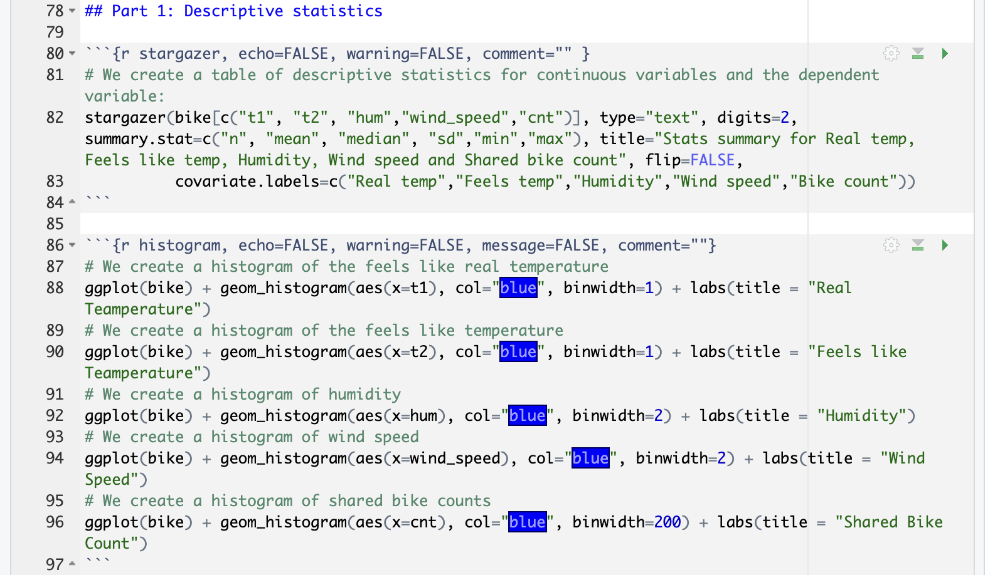 78 ## Part 1: Descriptive statistics
79
80 ```{r stargazer, echo=FALSE, warning=FALSE, comment="" }
81 # We create a table of descriptive statistics for continuous variables and the dependent
variable:
82 stargazer(bike[c("t1", "t2", "hum","wind_speed","cnt")], type="text", digits=2,
summary.stat=c("n", "mean", "median", "sd","min","max"), title="Stats summary for Real temp,
Feels like temp, Humidity, Wind speed and Shared bike count", flip=FALSE,
83           covariate.labels=c("Real temp","Feels temp","Humidity","Wind speed","Bike count"))
84 ```
85
86 ```{r histogram, echo=FALSE, warning=FALSE, message=FALSE, comment=""}
87 # We create a histogram of the feels like real temperature
88 ggplot(bike) + geom_histogram(aes(x=t1), col="blue", binwidth=1) + labs(title = "Real
Teamperature")
89 # We create a histogram of the feels like temperature
90 ggplot(bike) + geom_histogram(aes(x=t2), col="blue", binwidth=1) + labs(title = "Feels like
Teamperature")
91 # We create a histogram of humidity
92 ggplot(bike) + geom_histogram(aes(x=hum), col="blue", binwidth=2) + labs(title = "Humidity")
93 # We create a histogram of wind speed
94 ggplot(bike) + geom_histogram(aes(x=wind_speed), col="blue", binwidth=2) + labs(title = "Wind
Speed")
95 # We create a histogram of shared bike counts
96 ggplot(bike) + geom_histogram(aes(x=cnt), col="blue", binwidth=200) + labs(title = "Shared Bike
Count")
97 ```